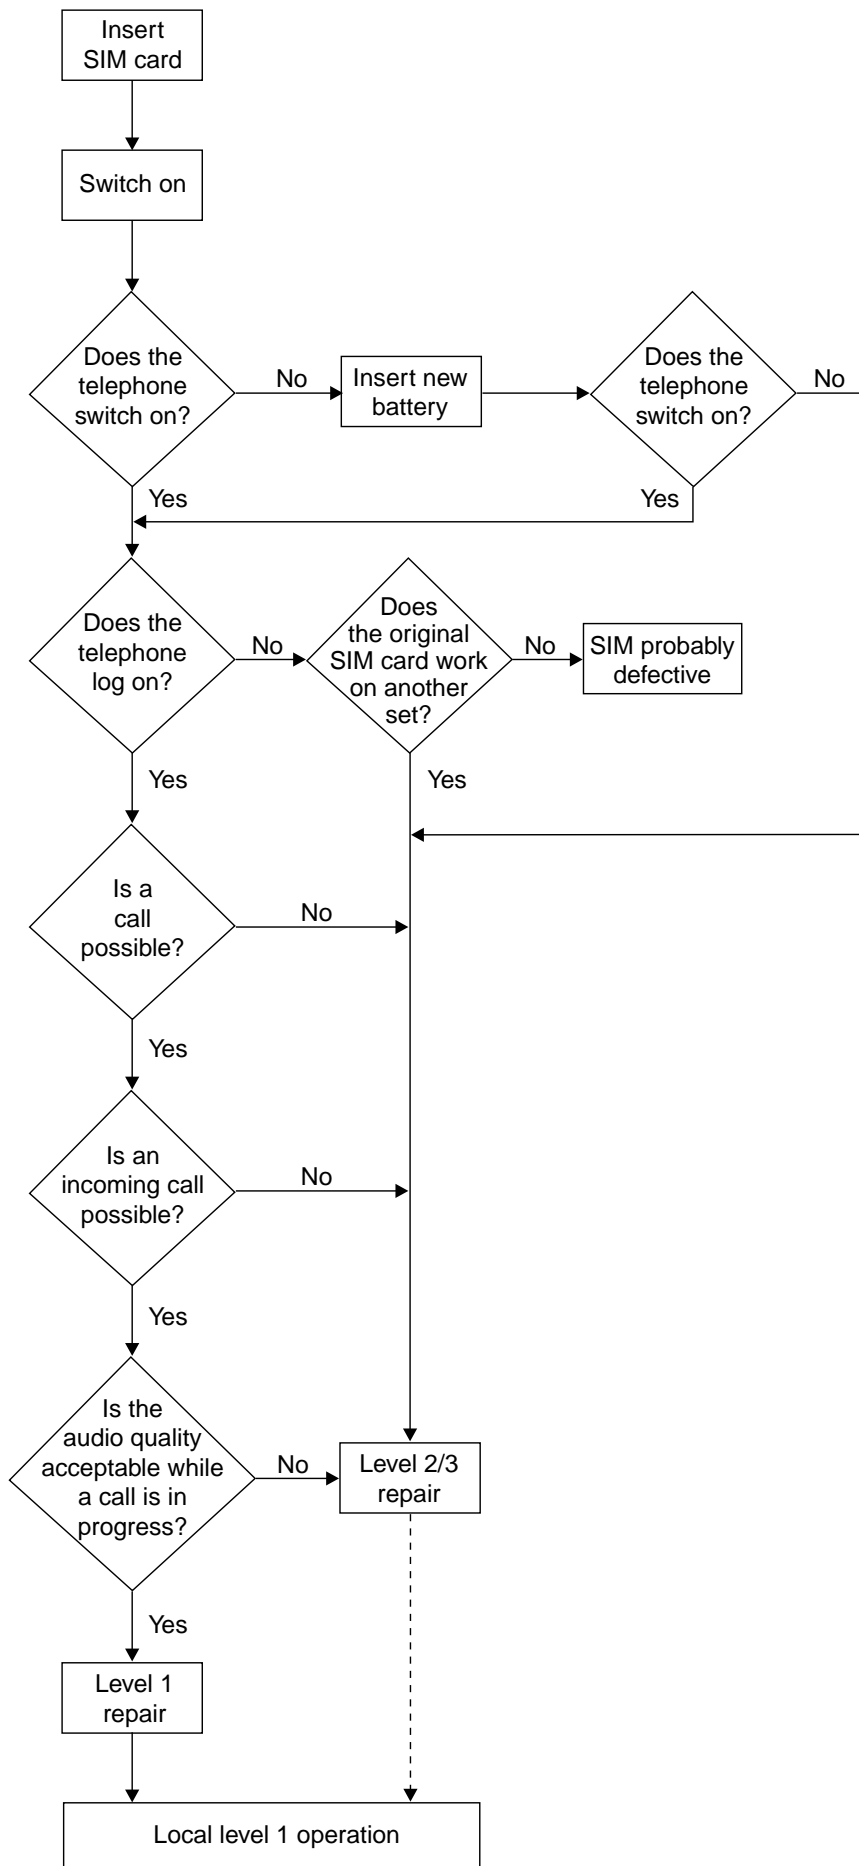 Insert
SIM card
Switch on
Does the
telephone
switch on?
No
Insert new
battery
Does the
telephone
switch on?
No
Yes
Yes
Does the
telephone
log on?
No
Does
the original
SIM card work
on another
set?
No
SIM probably
defective
Yes
Yes
Is a
call
possible?
No
Yes
Is an
incoming call
possible?
No
Yes
Is the
audio quality
acceptable while
a call is in
progress?
No
Level 2/3
repair
Yes
Level 1
repair
Local level 1 operation